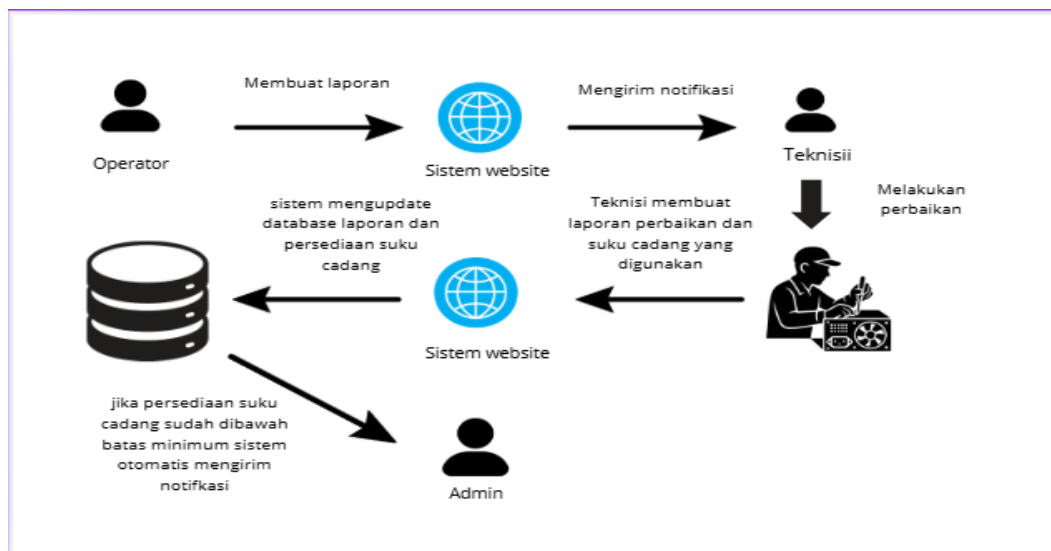 Membuat laporan
Mengirim notifikasi
Operator
Sistem website
Teknisii
Melakukan
perbaikan
Teknisi membuat
laporan perbaikan dan
suku cadang yang
digunakan
sistem mengupdate
database laporan dan
persediaan suku
cadang
Sistem website
jika persediaan suku
cadang sudah dibawah
batas minimum sistem
otomatis mengirim
notifkasi
Admin